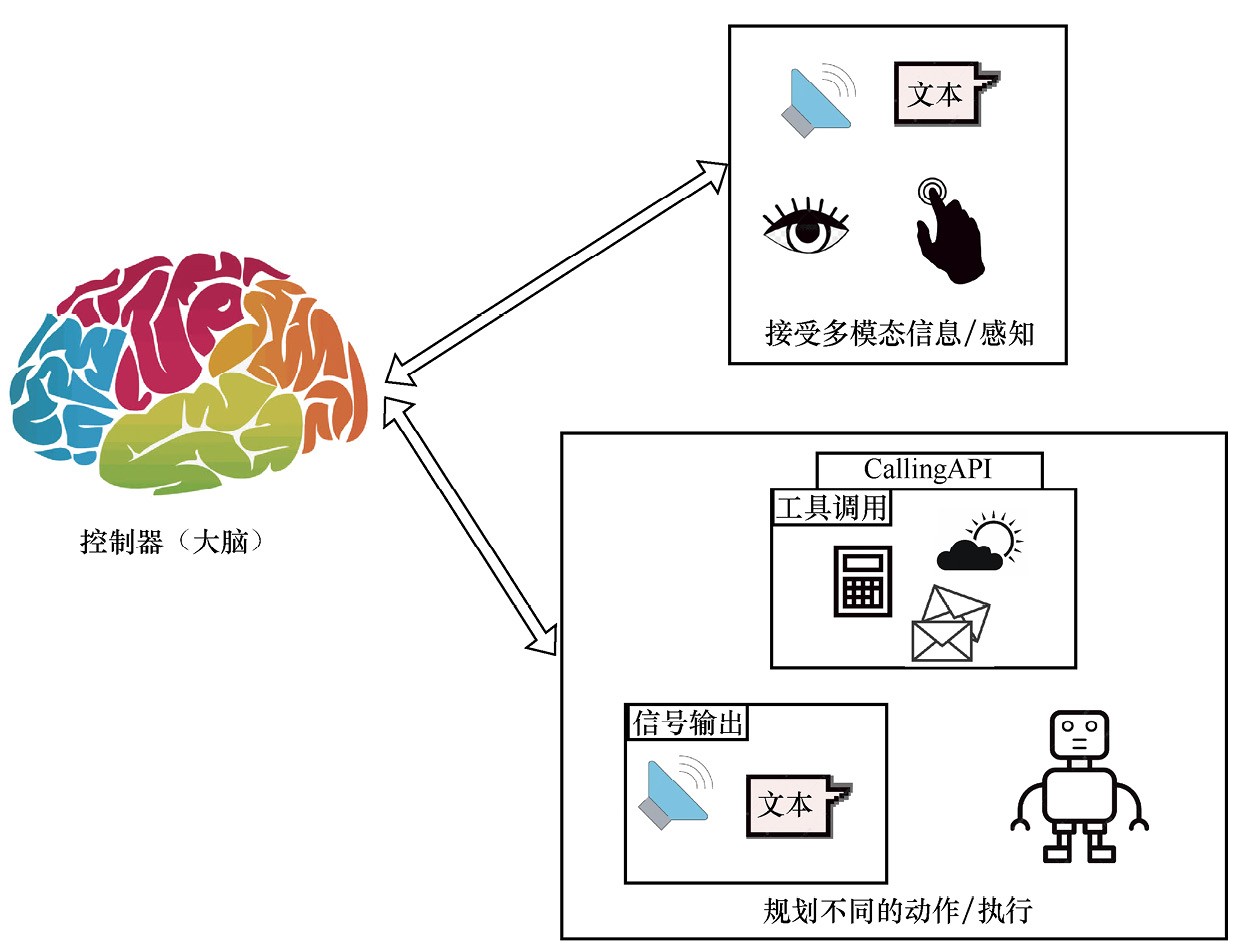 文本
接受多模态信息/感知
控制器（大脑）
CallingAPI
工具调用
信号输出
文本
规划不同的动作/执行